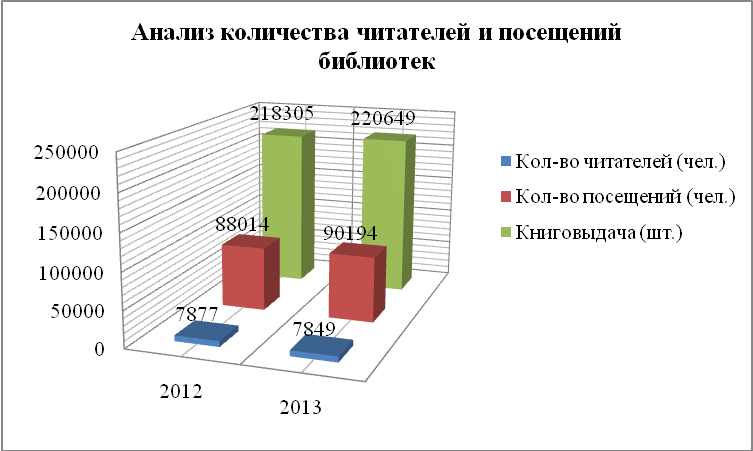 Анализ количества читателей и посещений
библиотек
218305
220649
250000
200000
150000
100000
50000
0
88014
90194
7877
7849
2012
2013
Кол-во читателей (чел.)
Кол-во посещений (чел.)
Книговыдача (шт.)